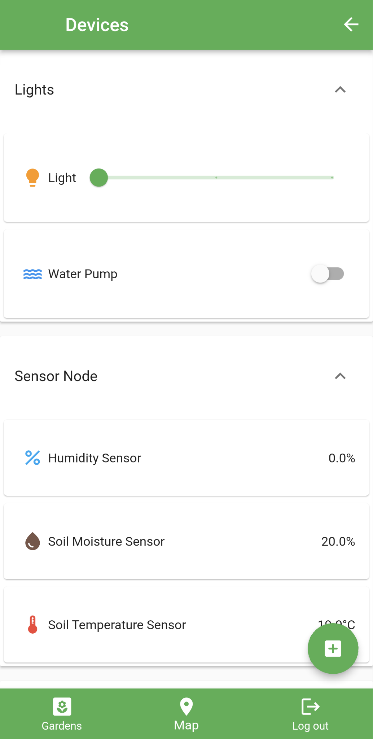 Devices
Lights
Light
Water Pump
Sensor Node
Humidity Sensor 0.0%
Soil Moisture Sensor 20.0%
Soil Temperature Sensor
Gardens Map Log out